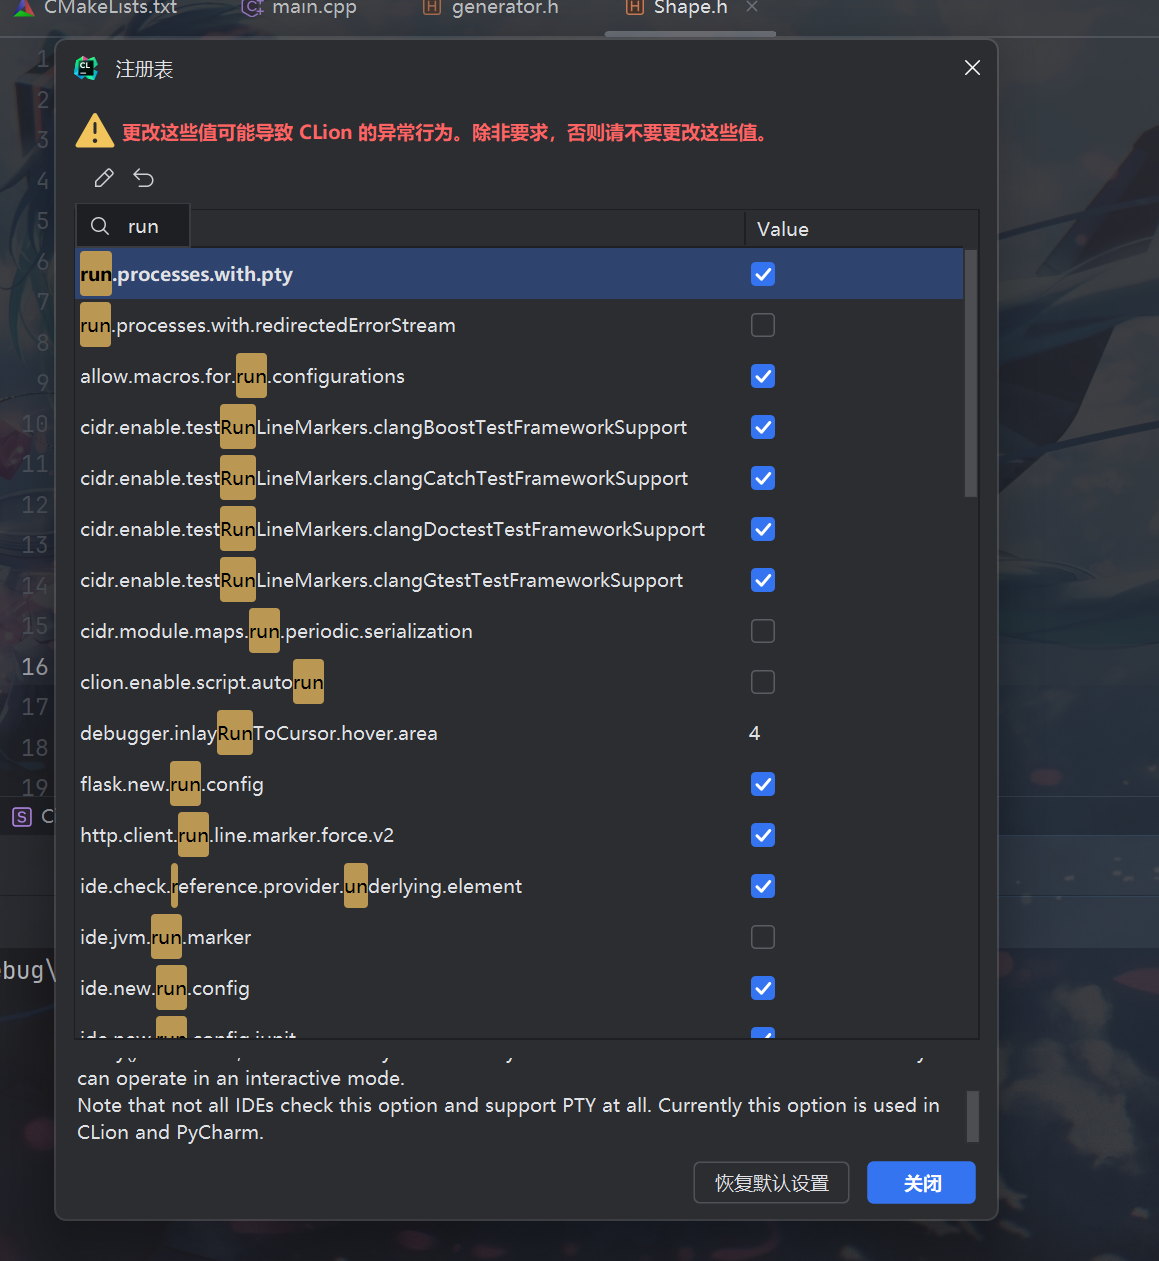 CMakeLists.txt
main.cpp
generator.h
Shape.h
注册表
更改这些值可能导致 CLion 的异常行为。除非要求，否则请不要更改这些值。
run
Value
run.processes.with.pty
run.processes.with.redirectedErrorStream
allow.macros.for.run.configurations
cidr.enable.testRunLineMarkers.clangBoostTestFrameworkSupport
cidr.enable.testRunLineMarkers.clangCatchTestFrameworkSupport
cidr.enable.testRunLineMarkers.clangDoctestTestFrameworkSupport
cidr.enable.testRunLineMarkers.clangGtestTestFrameworkSupport
cidr.module.maps.run.periodic.serialization
clion.enable.script.autorun
debugger.inlayRunToCursor.hover.area
4
flask.new.run.config
http.client.run.line.marker.force.v2
ide.check.reference.provider.underlying.element
ide.jvm.run.marker
ide.new.run.config
ide.new.run.config.junit
can operate in an interactive mode.
Note that not all IDEs check this option and support PTY at all. Currently this option is used in
CLion and PyCharm.
恢复默认设置
关闭
1
2
3
4
5
6
7
8
9
10
11
12
13
14
15
16
17
18
19
S C
ebug\